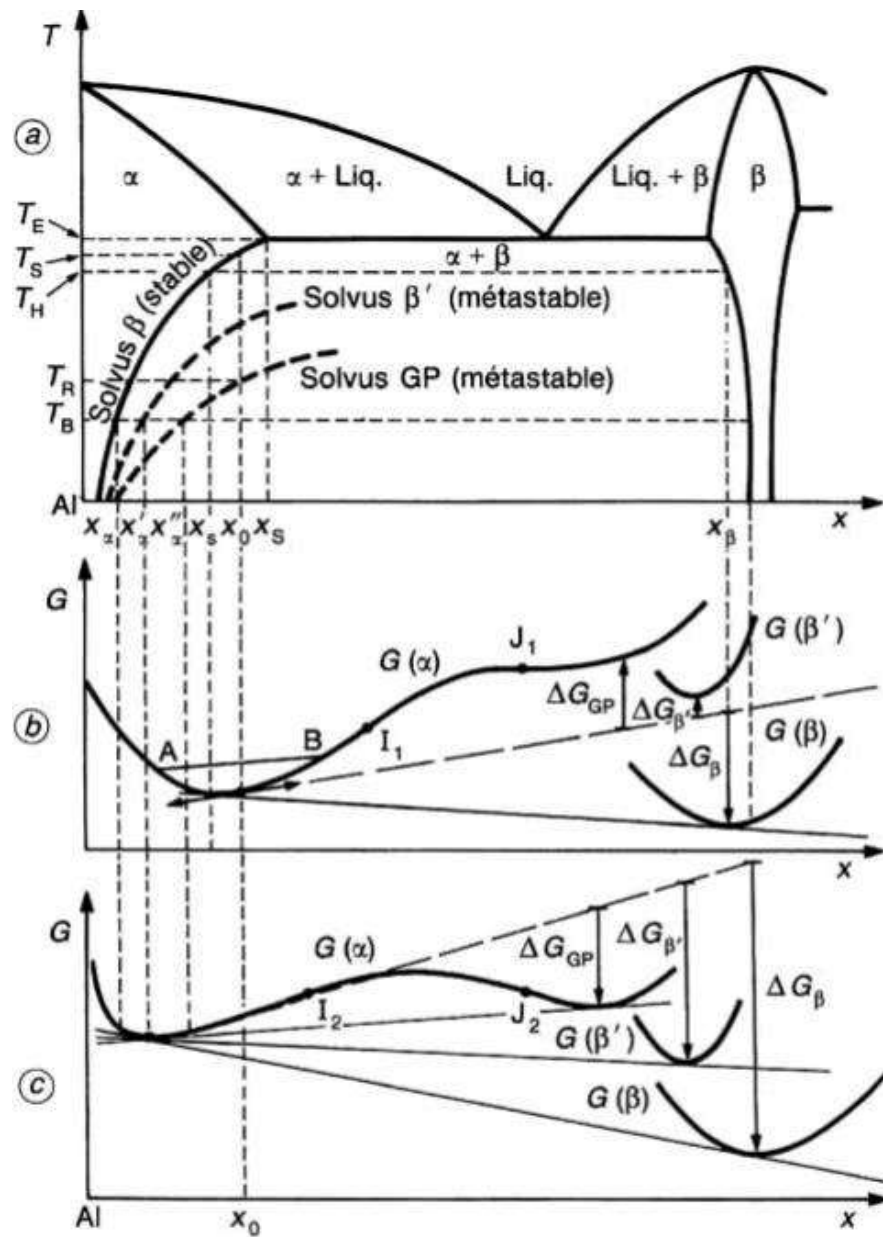 T
a
α
α + Liq.
Liq.
Liq. + β
β
T_E
T_S
T_H
α + β
Solvus β (stable)
Solvus β′ (métastable)
Solvus GP (métastable)
T_R
T_B
Al
x_α x′_α x″_α x_s x_0 x_S x_β x
G
G (α)
J_1
G (β′)
ΔG_GP
ΔG_β′
b
A
B
I_1
ΔG_β
G (β)
x
G
G (α)
ΔG_GP
ΔG_β′
ΔG_β
I_2
J_2
G (β′)
c
G (β)
Al
x_0
x